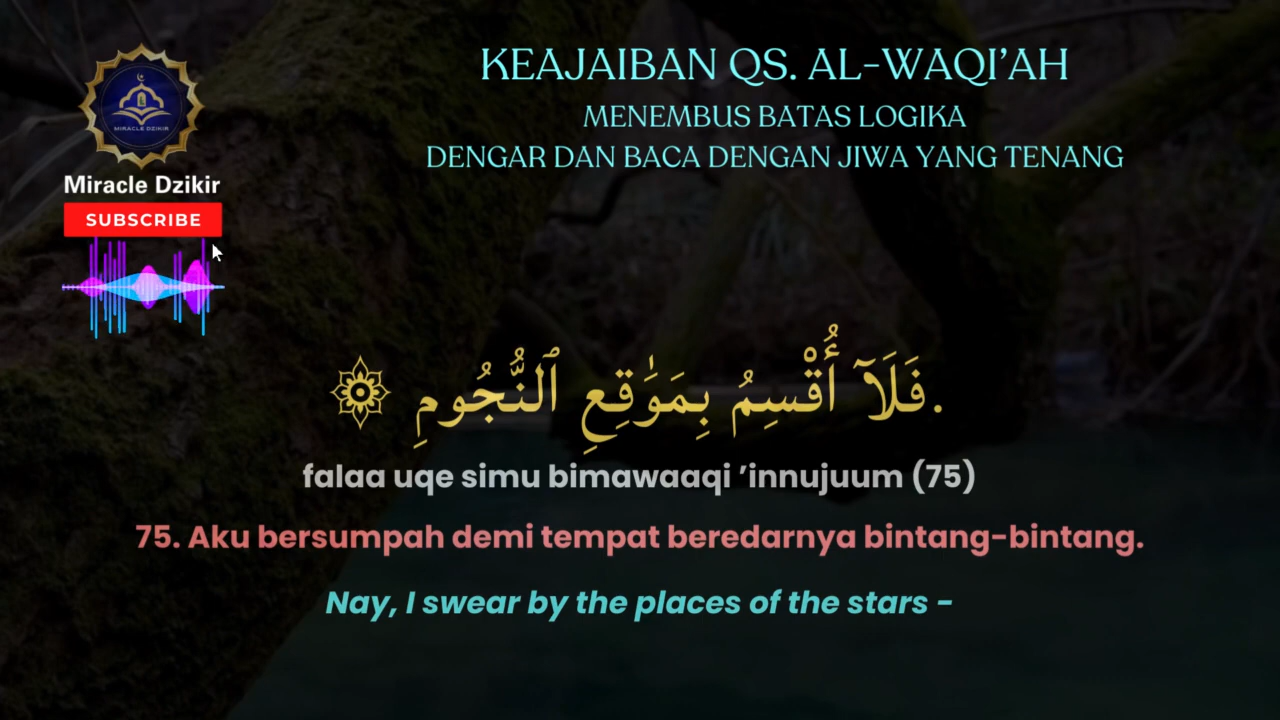 KEAJAIBAN QS. AL-WAQI’AH
MENEMBUS BATAS LOGIKA
DENGAR DAN BACA DENGAN JIWA YANG TENANG
MIRACLE DZIKIR
Miracle Dzikir
SUBSCRIBE
.فَلَآ أُقْسِمُ بِمَوَٰقِعِ ٱلنُّجُومِ ۞
falaa uqe simu bimawaaqi ’innujuum (75)
75. Aku bersumpah demi tempat beredarnya bintang-bintang.
Nay, I swear by the places of the stars -